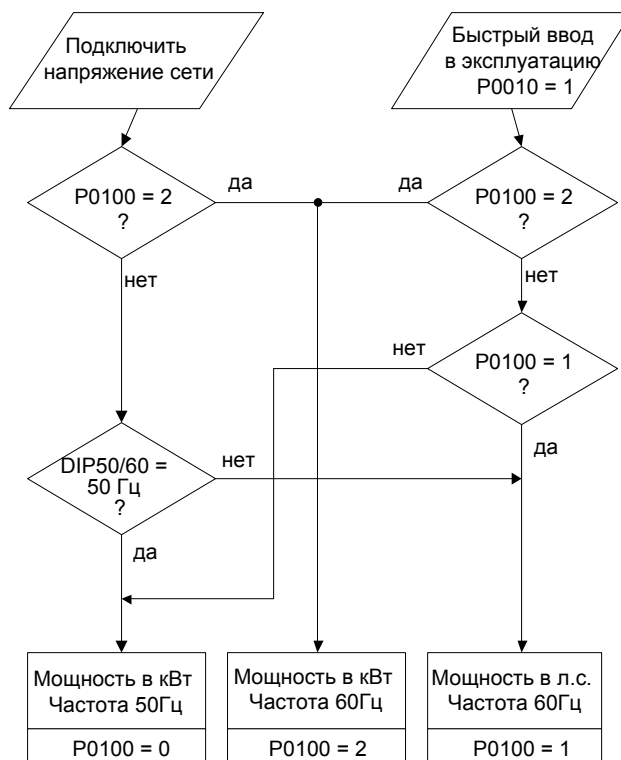 Подключить
напряжение сети
Быстрый ввод
в эксплуатацию
P0010 = 1
P0100 = 2
?
да
да
P0100 = 2
?
нет
нет
нет
P0100 = 1
?
да
DIP50/60 =
50 Гц
?
нет
да
Мощность в кВт
Частота 50Гц
P0100 = 0
Мощность в кВт
Частота 60Гц
P0100 = 2
Мощность в л.с.
Частота 60Гц
P0100 = 1